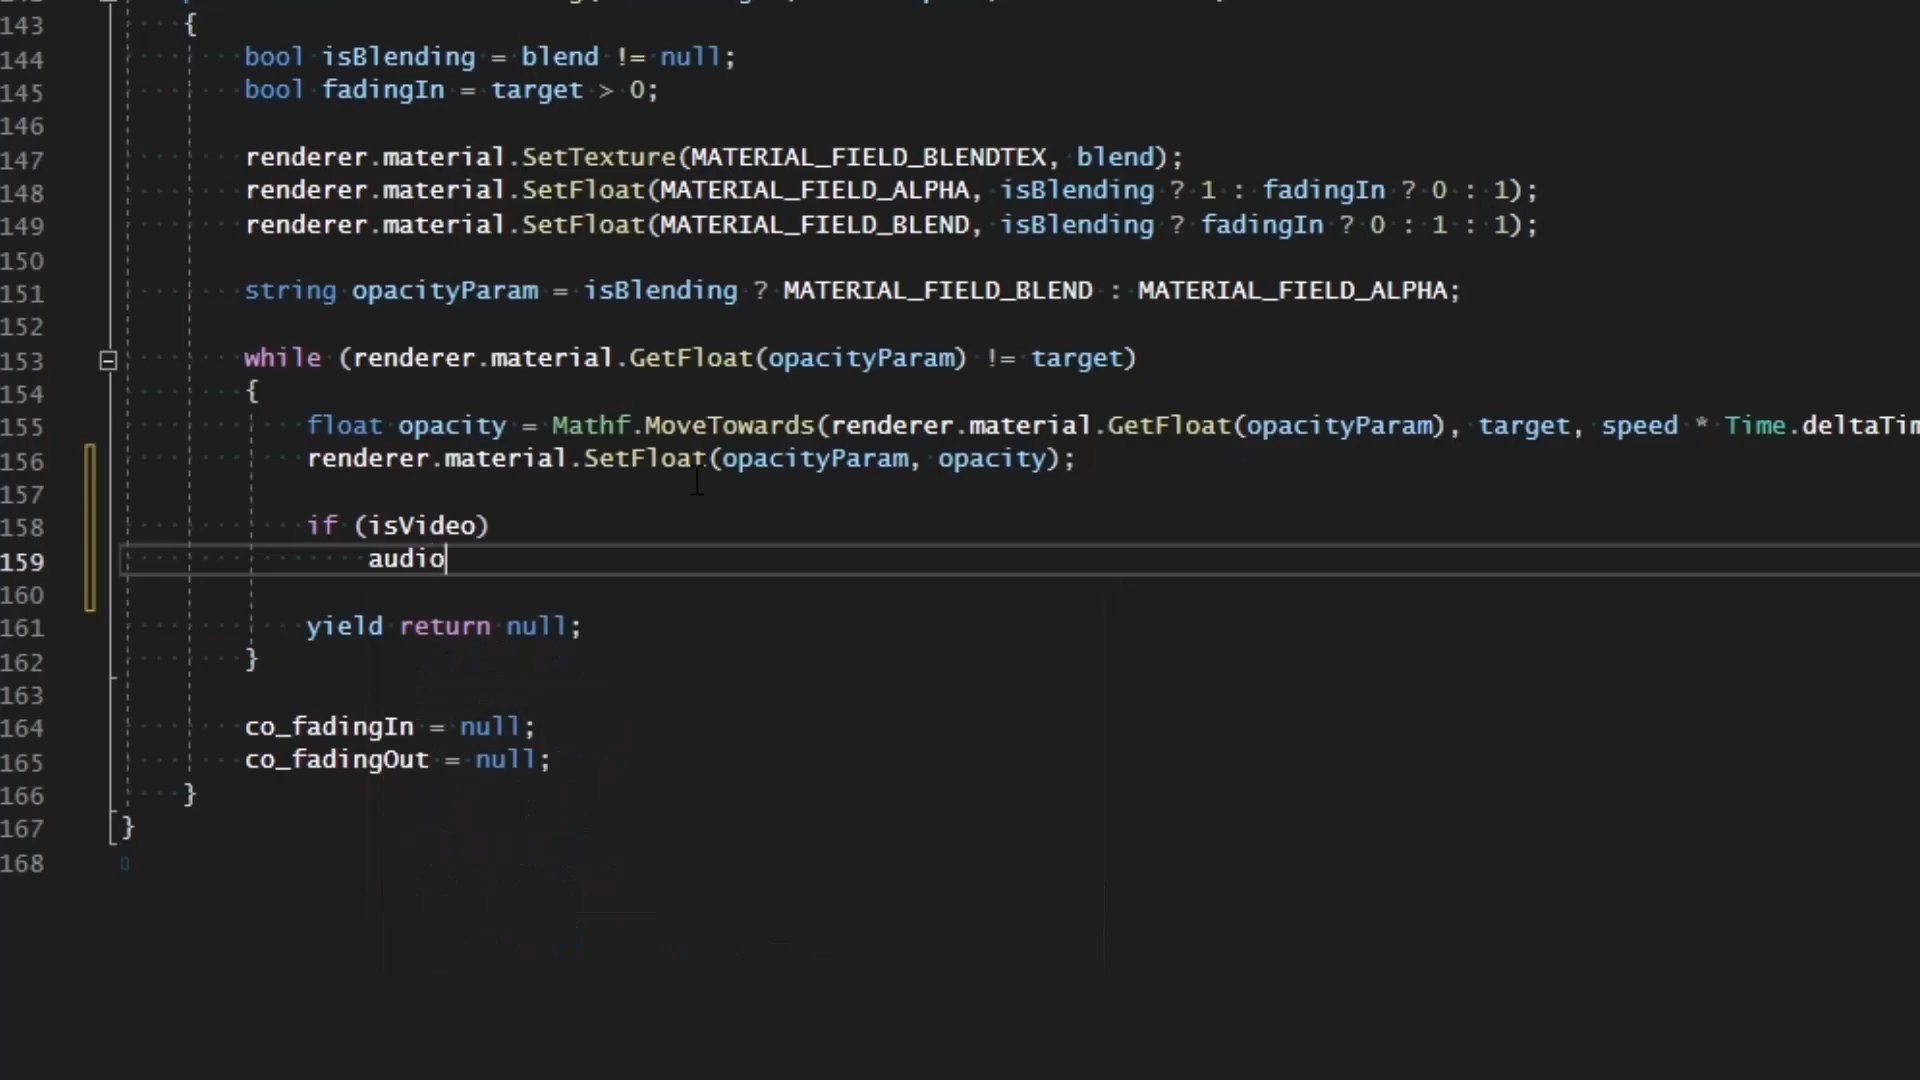 143 {
144 bool isBlending = blend != null;
145 bool fadingIn = target > 0;
146
147 renderer.material.SetTexture(MATERIAL_FIELD_BLENDTEX, blend);
148 renderer.material.SetFloat(MATERIAL_FIELD_ALPHA, isBlending ? 1 : fadingIn ? 0 : 1);
149 renderer.material.SetFloat(MATERIAL_FIELD_BLEND, isBlending ? fadingIn ? 0 : 1 : 1);
150
151 string opacityParam = isBlending ? MATERIAL_FIELD_BLEND : MATERIAL_FIELD_ALPHA;
152
153 while (renderer.material.GetFloat(opacityParam) != target)
154 {
155 float opacity = Mathf.MoveTowards(renderer.material.GetFloat(opacityParam), target, speed * Time.deltaTim
156 renderer.material.SetFloat(opacityParam, opacity);
157
158 if (isVideo)
159 audio
160
161 yield return null;
162 }
163
164 co_fadingIn = null;
165 co_fadingOut = null;
166 }
167 }
168